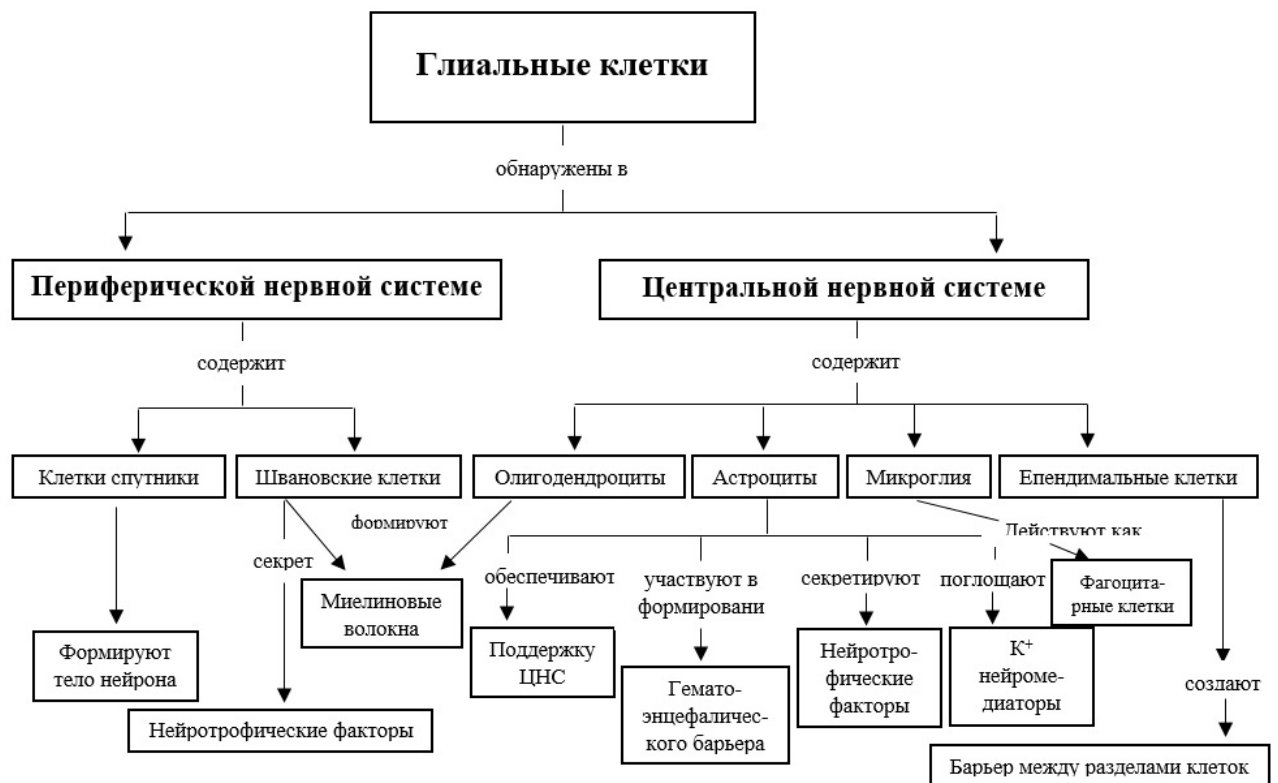 Глиальные клетки
обнаружены в
Периферической нервной системе
Центральной нервной системе
содержит
содержит
Клетки спутники
Швановские клетки
Олигодендроциты
Астроциты
Микроглия
Епендимальные клетки
формируют
Действуют как
секрет
обеспечивают
участвуют в
формировани
секретируют
поглощают
Фагоцита-
рные клетки
Миелиновые
волокна
Формируют
тело нейрона
Поддержку
ЦНС
Гемато-
энцефаличес-
кого барьера
Нейротро-
фические
факторы
К⁺
нейроме-
диаторы
создают
Нейротрофические факторы
Барьер между разделами клеток